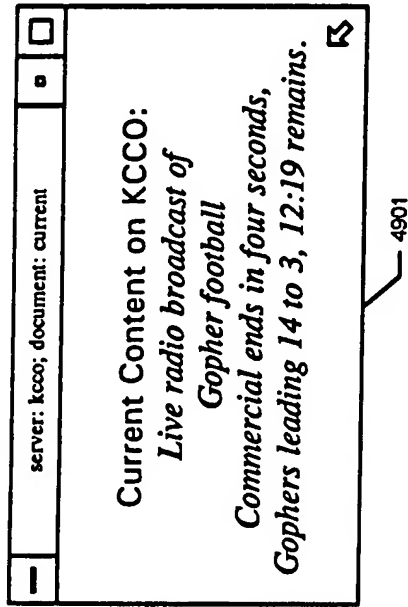 server: kcco; document: current
Current Content on KCCO:
Live radio broadcast of
Gopher football
Commercial ends in four seconds,
Gophers leading 14 to 3, 12:19 remains.
4901